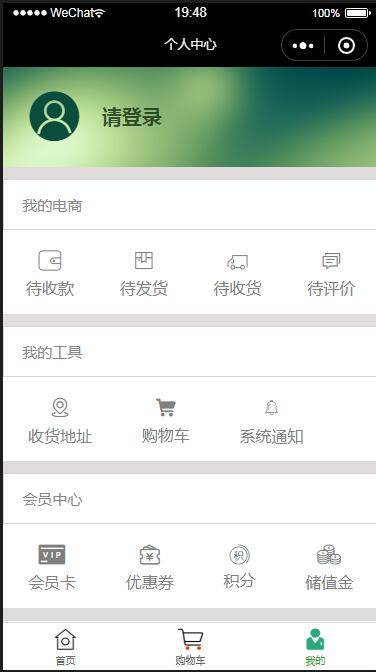 WeChat 19:48 100%
个人中心
请登录
我的电商
待收款 待发货 待收货 待评价
我的工具
收货地址 购物车 系统通知
会员中心
VIP ¥ 积
会员卡 优惠券 积分 储值金
首页 购物车 我的